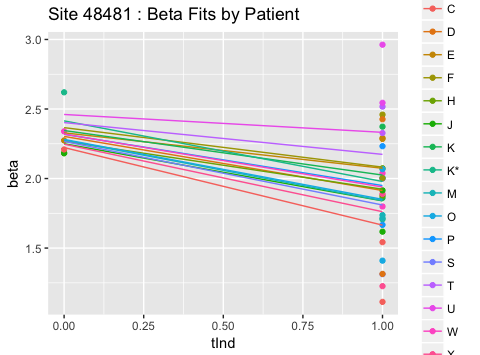 Site 48481 : Beta Fits by Patient
3.0
2.5
2.0
1.5
beta
0.00
0.25
0.50
0.75
1.00
tInd
C
D
E
F
H
J
K
K*
M
O
P
S
T
U
W